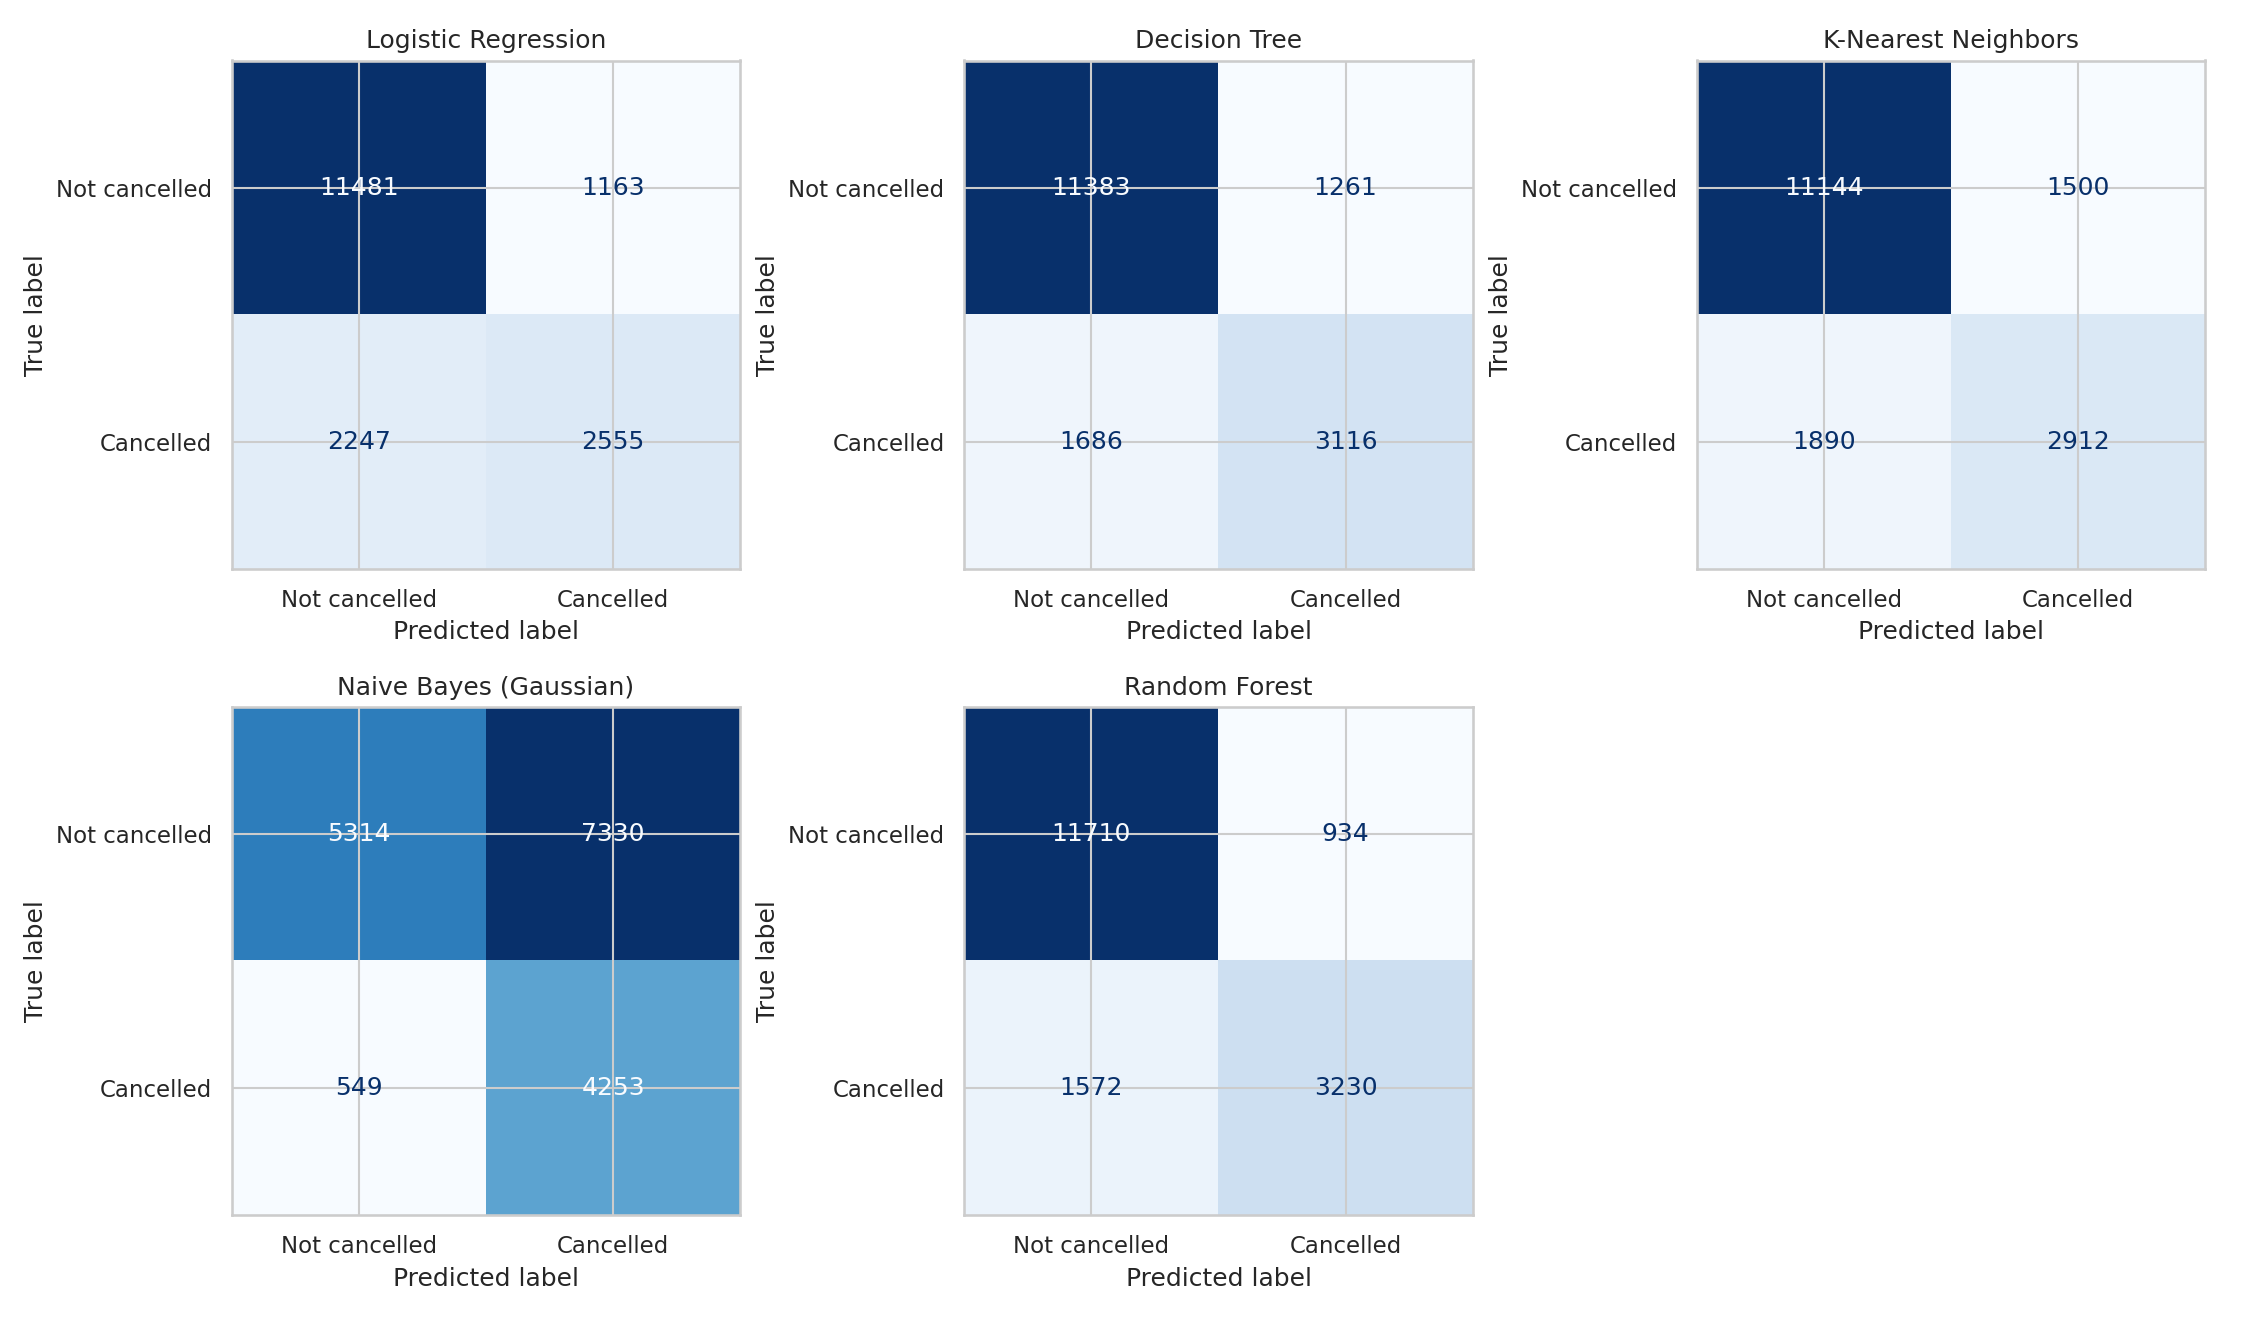 Logistic Regression
True label
Not cancelled
11481 1163
Cancelled
2247 2555
Not cancelled Cancelled
Predicted label
Decision Tree
True label
Not cancelled
11383 1261
Cancelled
1686 3116
Not cancelled Cancelled
Predicted label
K-Nearest Neighbors
True label
Not cancelled
11144 1500
Cancelled
1890 2912
Not cancelled Cancelled
Predicted label
Naive Bayes (Gaussian)
True label
Not cancelled
5314 7330
Cancelled
549 4253
Not cancelled Cancelled
Predicted label
Random Forest
True label
Not cancelled
11710 934
Cancelled
1572 3230
Not cancelled Cancelled
Predicted label